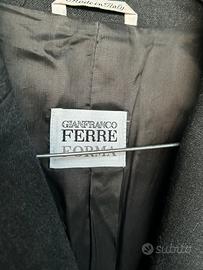 Made in Italy
GIANFRANCO
FERRE
FORMA
subito